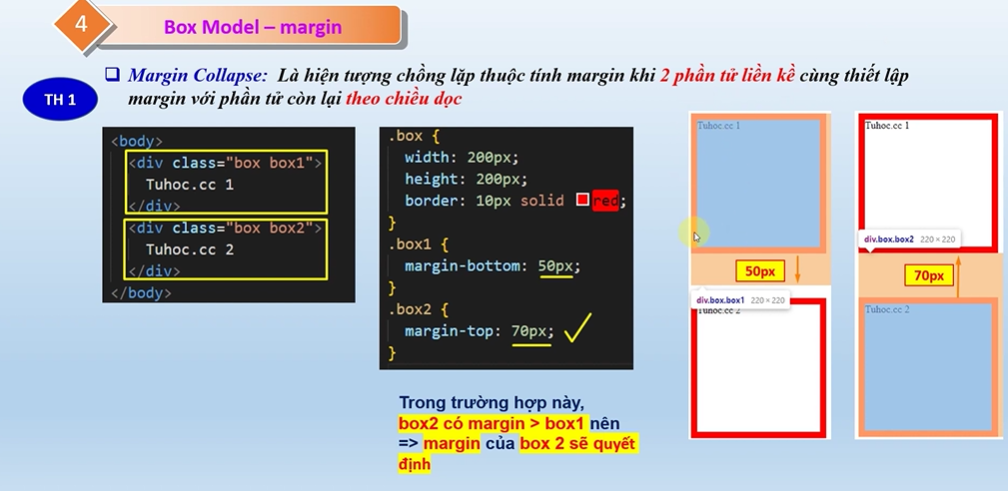 4
Box Model – margin
❑ Margin Collapse: Là hiện tượng chồng lặp thuộc tính margin khi 2 phần tử liền kề cùng thiết lập
margin với phần tử còn lại theo chiều dọc
TH 1
<body>
<div class="box box1">
Tuhoc.cc 1
</div>
<div class="box box2">
Tuhoc.cc 2
</div>
</body>
.box {
width: 200px;
height: 200px;
border: 10px solid red;
}
.box1 {
margin-bottom: 50px;
}
.box2 {
margin-top: 70px;
}
Trong trường hợp này,
box2 có margin > box1 nên
=> margin của box 2 sẽ quyết
định
Tuhoc.cc 1
50px
div.box.box1 220 × 220
Tuhoc.cc 2
Tuhoc.cc 1
div.box.box2 220 × 220
70px
Tuhoc.cc 2